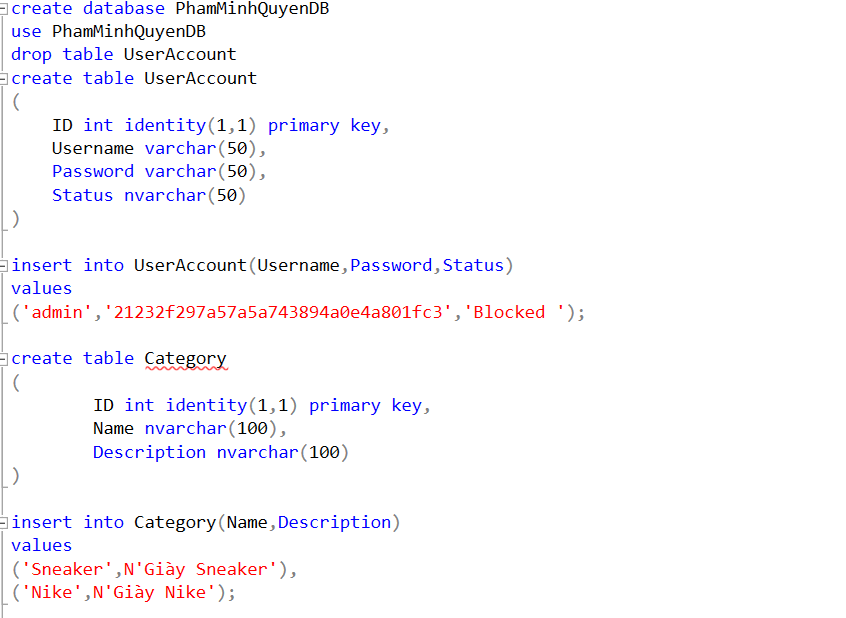 create database PhamMinhQuyenDB
use PhamMinhQuyenDB
drop table UserAccount
create table UserAccount
(
    ID int identity(1,1) primary key,
    Username varchar(50),
    Password varchar(50),
    Status nvarchar(50)
)

insert into UserAccount(Username,Password,Status)
values
('admin','21232f297a57a5a743894a0e4a801fc3','Blocked ');

create table Category
(
        ID int identity(1,1) primary key,
        Name nvarchar(100),
        Description nvarchar(100)
)

insert into Category(Name,Description)
values
('Sneaker',N'Giày Sneaker'),
('Nike',N'Giày Nike');